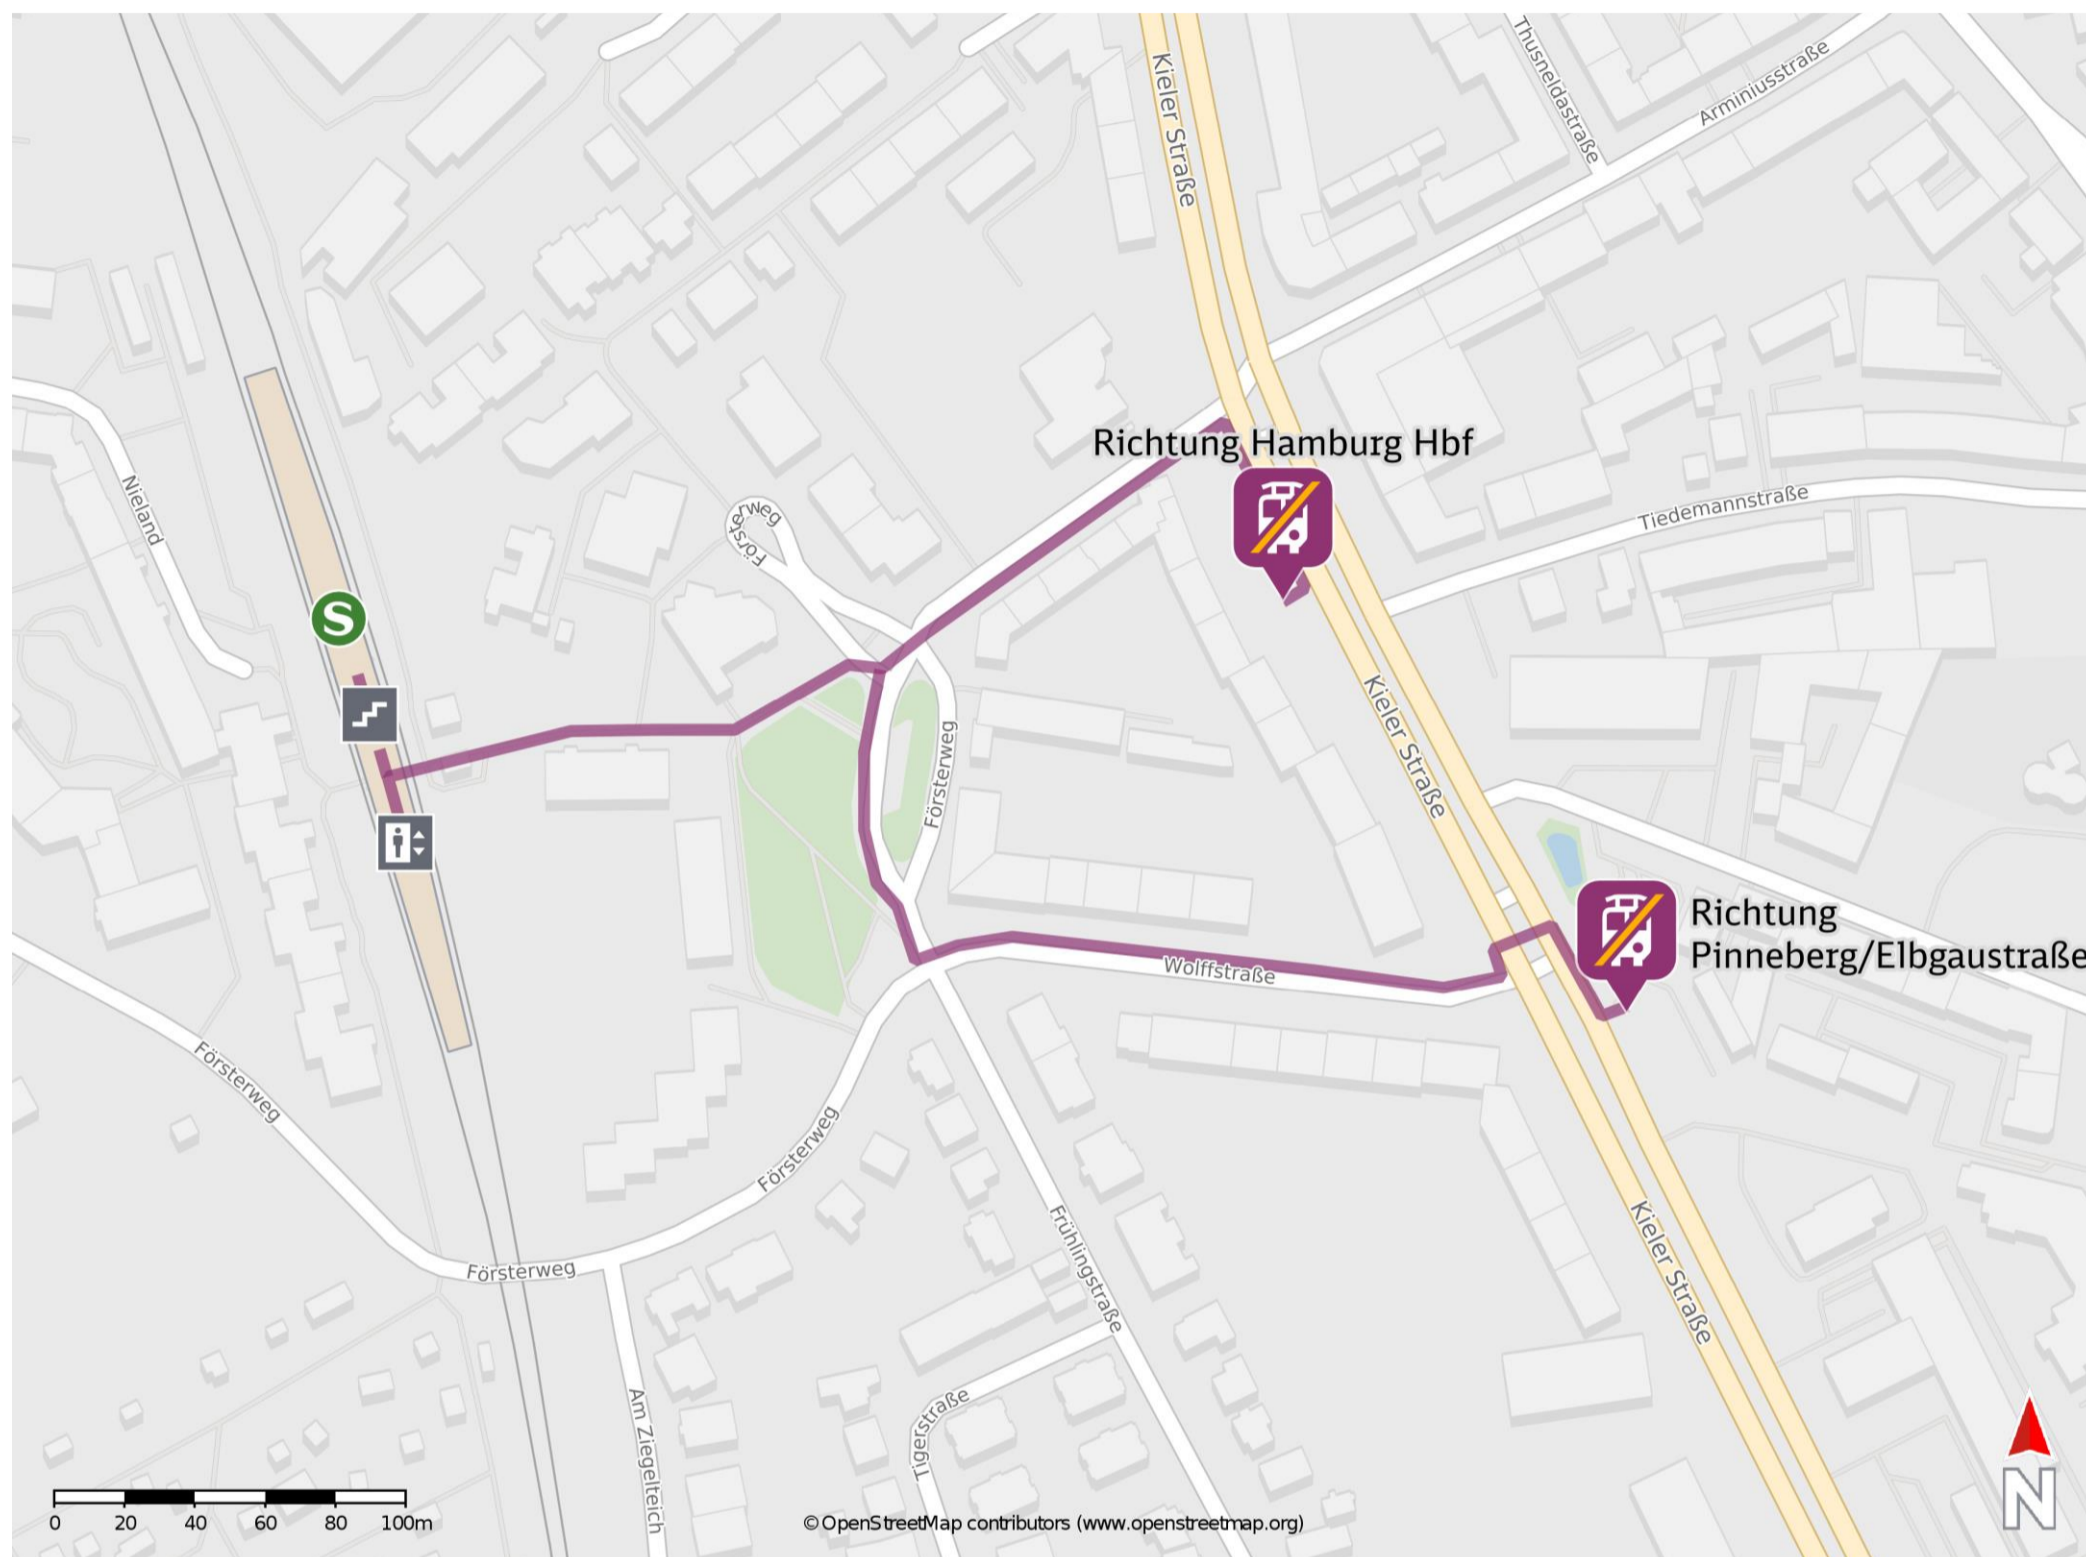 Kieler Straße
Thusneldastraße
Arminiusstraße
Richtung Hamburg Hbf
Nieland
Försterweg
Tiedemannstraße
S
Kieler Straße
Försterweg
Richtung
Pinneberg/Elbgaustraße
Wolffstraße
Försterweg
Försterweg
Kieler Straße
Frühlingstraße
Försterweg
Am Ziegelteich
Tigerstraße
N
0 20 40 60 80 100m
© OpenStreetMap contributors (www.openstreetmap.org)